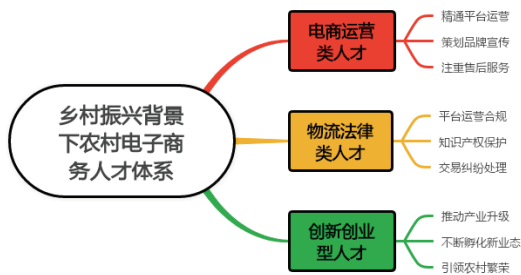 乡村振兴背景
下农村电子商
务人才体系
电商运营
类人才
精通平台运营
策划品牌宣传
注重售后服务
物流法律
类人才
平台运营合规
知识产权保护
交易纠纷处理
创新创业
型人才
推动产业升级
不断孵化新业态
引领农村繁荣